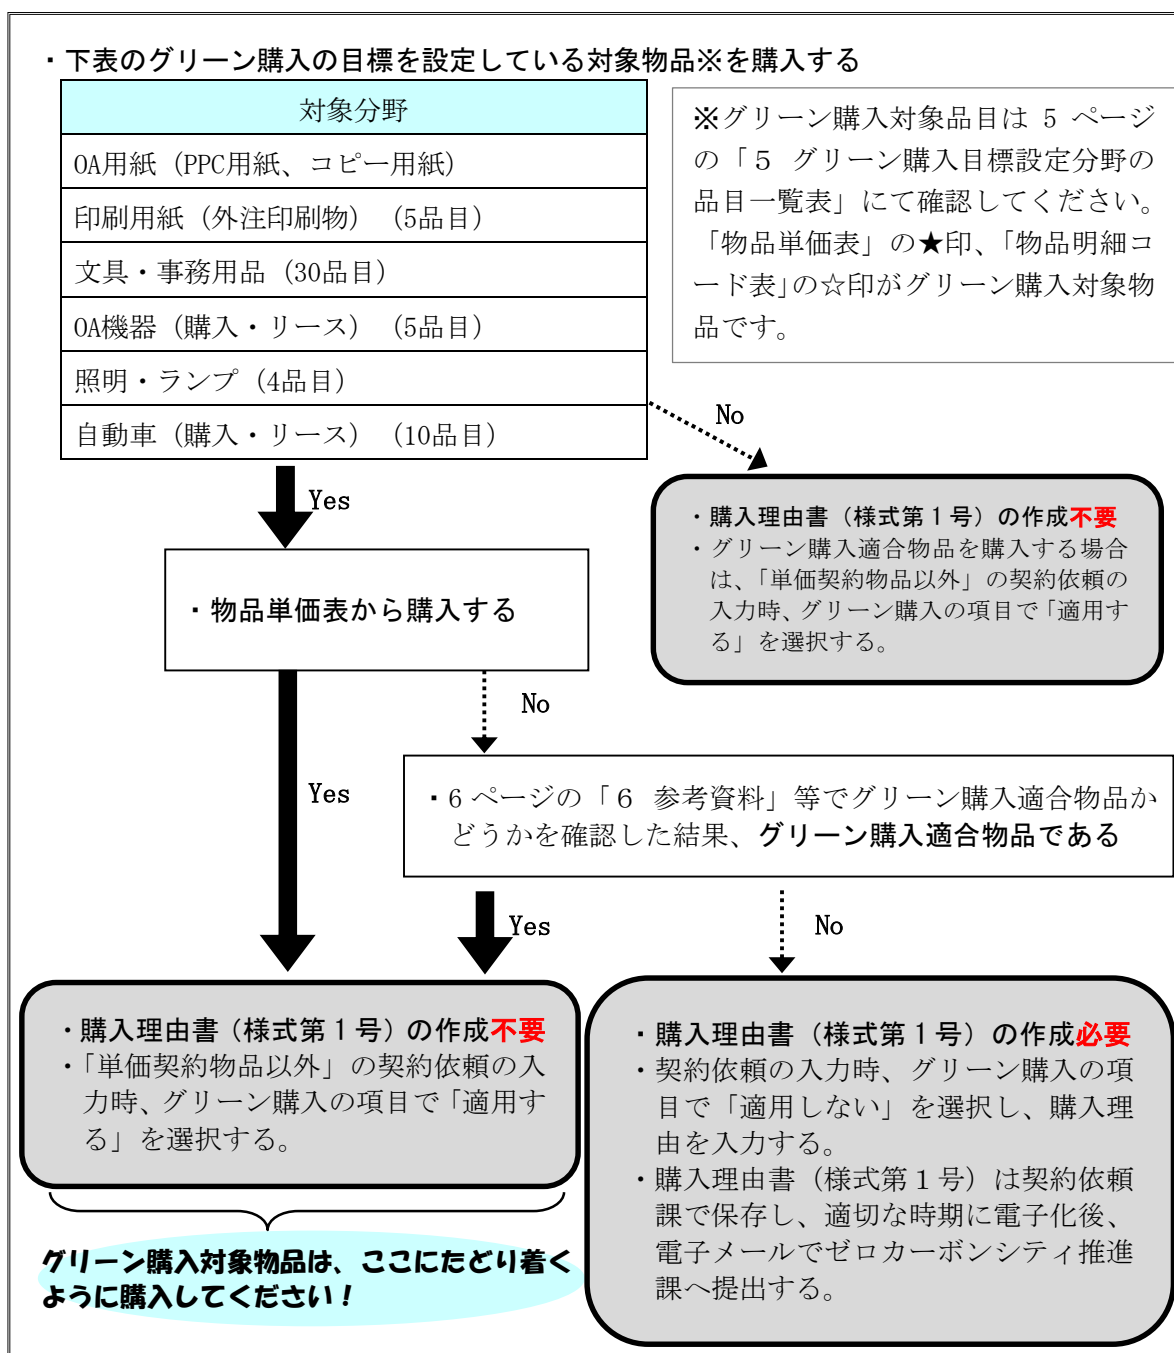 ・下表のグリーン購入の目標を設定している対象物品※を購入する
対象分野
OA用紙（PPC用紙、コピー用紙）
印刷用紙（外注印刷物）（5品目）
文具・事務用品（30品目）
OA機器（購入・リース）（5品目）
照明・ランプ（4品目）
自動車（購入・リース）（10品目）
※グリーン購入対象品目は 5 ページ
の「５ グリーン購入目標設定分野の
品目一覧表」にて確認してください。
「物品単価表」の★印、「物品明細コ
ード表」の☆印がグリーン購入対象物
品です。
No
Yes
・購入理由書（様式第１号）の作成不要
・グリーン購入適合物品を購入する場合
は、「単価契約物品以外」の契約依頼の
入力時、グリーン購入の項目で「適用す
る」を選択する。
・物品単価表から購入する
No
Yes
・6 ページの「６ 参考資料」等でグリーン購入適合物品か
どうかを確認した結果、グリーン購入適合物品である
Yes
No
・購入理由書（様式第１号）の作成不要
・「単価契約物品以外」の契約依頼の入
力時、グリーン購入の項目で「適用す
る」を選択する。
グリーン購入対象物品は、ここにたどり着く
ように購入してください！
・購入理由書（様式第１号）の作成必要
・契約依頼の入力時、グリーン購入の項
目で「適用しない」を選択し、購入理
由を入力する。
・購入理由書（様式第１号）は契約依頼
課で保存し、適切な時期に電子化後、
電子メールでゼロカーボンシティ推進
課へ提出する。